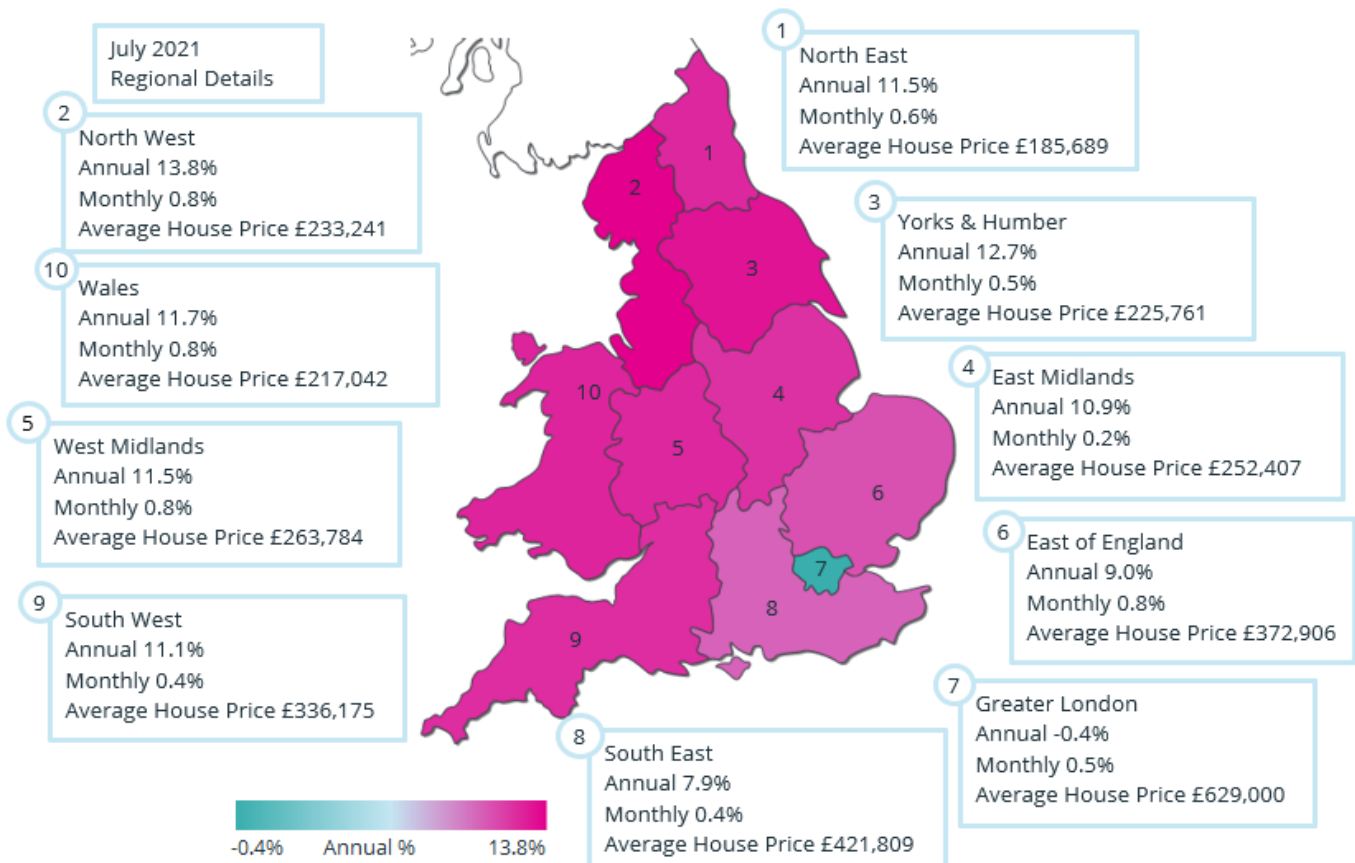 July 2021
Regional Details
1
North East
Annual 11.5%
Monthly 0.6%
Average House Price £185,689
2
North West
Annual 13.8%
Monthly 0.8%
Average House Price £233,241
3
Yorks & Humber
Annual 12.7%
Monthly 0.5%
Average House Price £225,761
10
Wales
Annual 11.7%
Monthly 0.8%
Average House Price £217,042
4
East Midlands
Annual 10.9%
Monthly 0.2%
Average House Price £252,407
5
West Midlands
Annual 11.5%
Monthly 0.8%
Average House Price £263,784
6
East of England
Annual 9.0%
Monthly 0.8%
Average House Price £372,906
9
South West
Annual 11.1%
Monthly 0.4%
Average House Price £336,175
7
Greater London
Annual -0.4%
Monthly 0.5%
Average House Price £629,000
8
South East
Annual 7.9%
Monthly 0.4%
Average House Price £421,809
1
2
3
10
4
5
6
7
8
9
-0.4% Annual % 13.8%